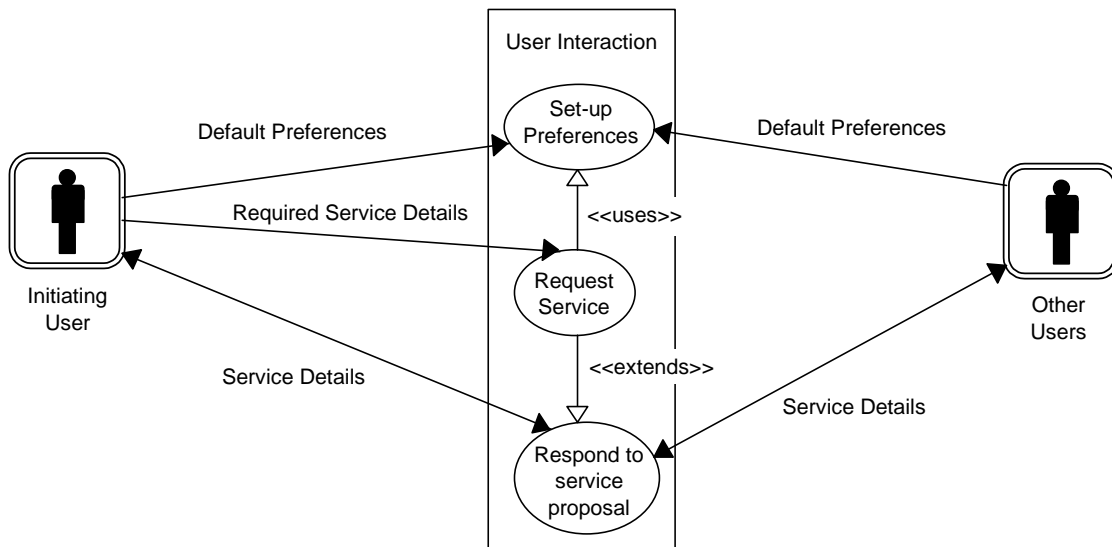 User Interaction
Set-up
Preferences
Default Preferences
Default Preferences
Required Service Details
<<uses>>
Request
Service
Initiating
User
Other
Users
<<extends>>
Service Details
Service Details
Respond to
service
proposal